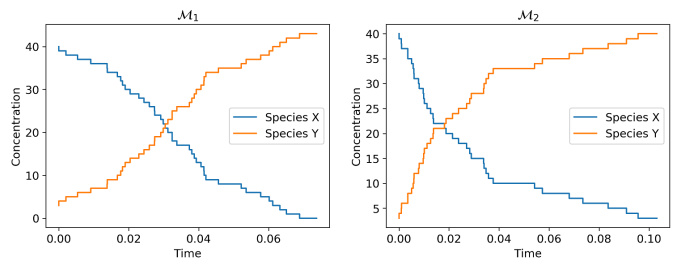 ℳ₁
40
30
20
10
0
Concentration
Species X
Species Y
0.00 0.02 0.04 0.06
Time
ℳ₂
40
35
30
25
20
15
10
5
Concentration
Species X
Species Y
0.00 0.02 0.04 0.06 0.08 0.10
Time